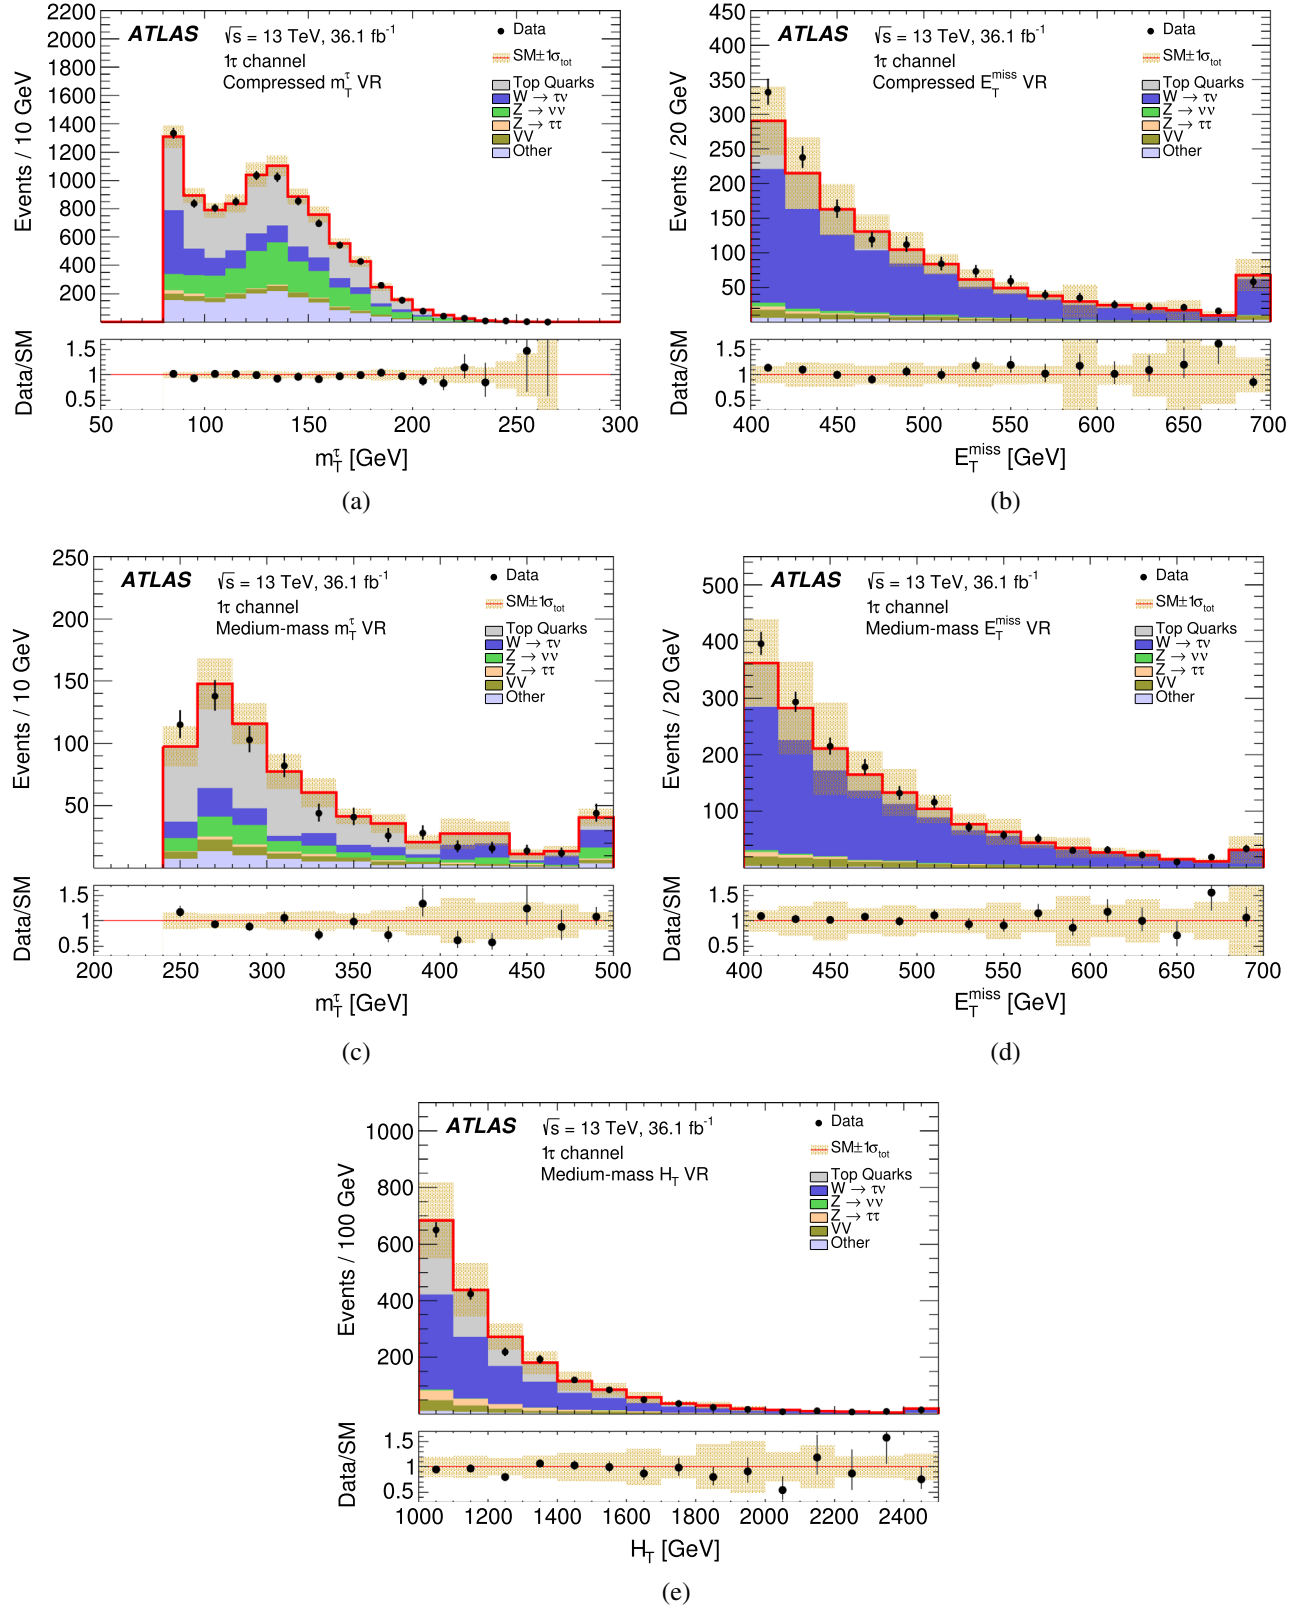 ATLAS
√s = 13 TeV, 36.1 fb⁻¹
1π channel
Compressed m_T^τ VR
Data
SM±1σ_tot
Top Quarks
W → τν
Z → νν
Z → ττ
VV
Other
Events / 10 GeV
2200
2000
1800
1600
1400
1200
1000
800
600
400
200
Data/SM
1.5
1
0.5
50 100 150 200 250 300
m_T^τ [GeV]
(a)
ATLAS
√s = 13 TeV, 36.1 fb⁻¹
1π channel
Compressed E_T^miss VR
Data
SM±1σ_tot
Top Quarks
W → τν
Z → νν
Z → ττ
VV
Other
Events / 20 GeV
450
400
350
300
250
200
150
100
50
Data/SM
1.5
1
0.5
400 450 500 550 600 650 700
E_T^miss [GeV]
(b)
ATLAS
√s = 13 TeV, 36.1 fb⁻¹
1π channel
Medium-mass m_T^τ VR
Data
SM±1σ_tot
Top Quarks
W → τν
Z → νν
Z → ττ
VV
Other
Events / 10 GeV
250
200
150
100
50
Data/SM
1.5
1
0.5
200 250 300 350 400 450 500
m_T^τ [GeV]
(c)
ATLAS
√s = 13 TeV, 36.1 fb⁻¹
1π channel
Medium-mass E_T^miss VR
Data
SM±1σ_tot
Top Quarks
W → τν
Z → νν
Z → ττ
VV
Other
Events / 20 GeV
500
400
300
200
100
Data/SM
1.5
1
0.5
400 450 500 550 600 650 700
E_T^miss [GeV]
(d)
ATLAS
√s = 13 TeV, 36.1 fb⁻¹
1π channel
Medium-mass H_T VR
Data
SM±1σ_tot
Top Quarks
W → τν
Z → νν
Z → ττ
VV
Other
Events / 100 GeV
1000
800
600
400
200
Data/SM
1.5
1
0.5
1000 1200 1400 1600 1800 2000 2200 2400
H_T [GeV]
(e)